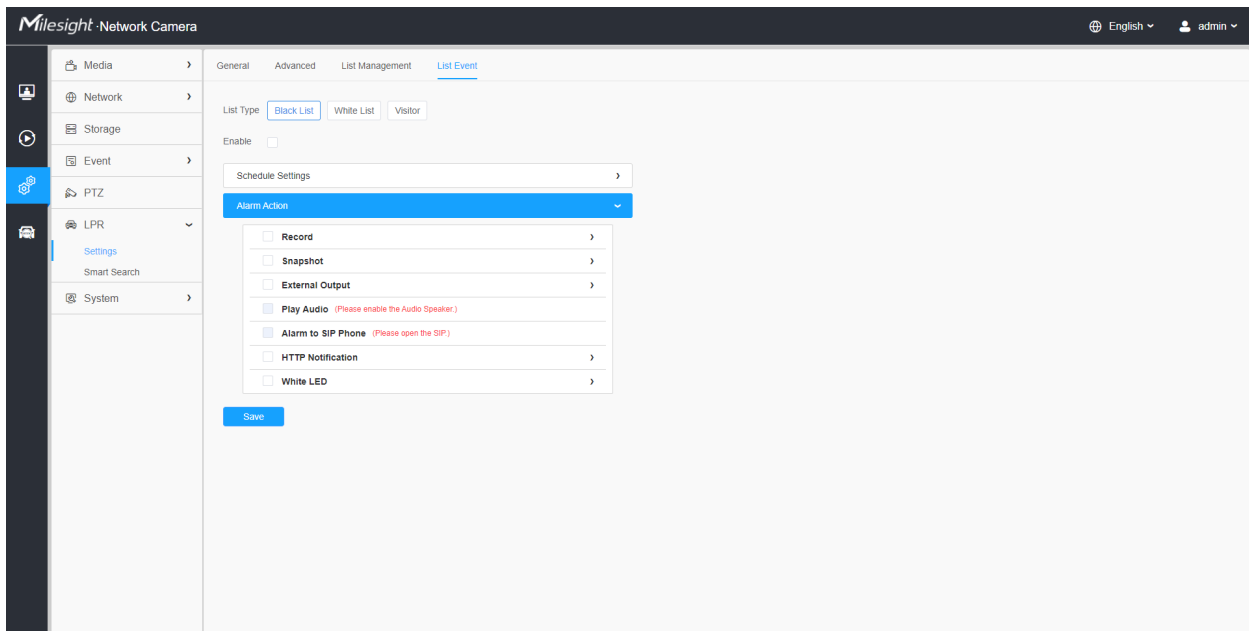 Milesight · Network Camera
English
admin
Media
Network
Storage
Event
PTZ
LPR
Settings
Smart Search
System
General Advanced List Management List Event
List Type Black List White List Visitor
Enable
Schedule Settings
Alarm Action
Record
Snapshot
External Output
Play Audio (Please enable the Audio Speaker.)
Alarm to SIP Phone (Please open the SIP.)
HTTP Notification
White LED
Save